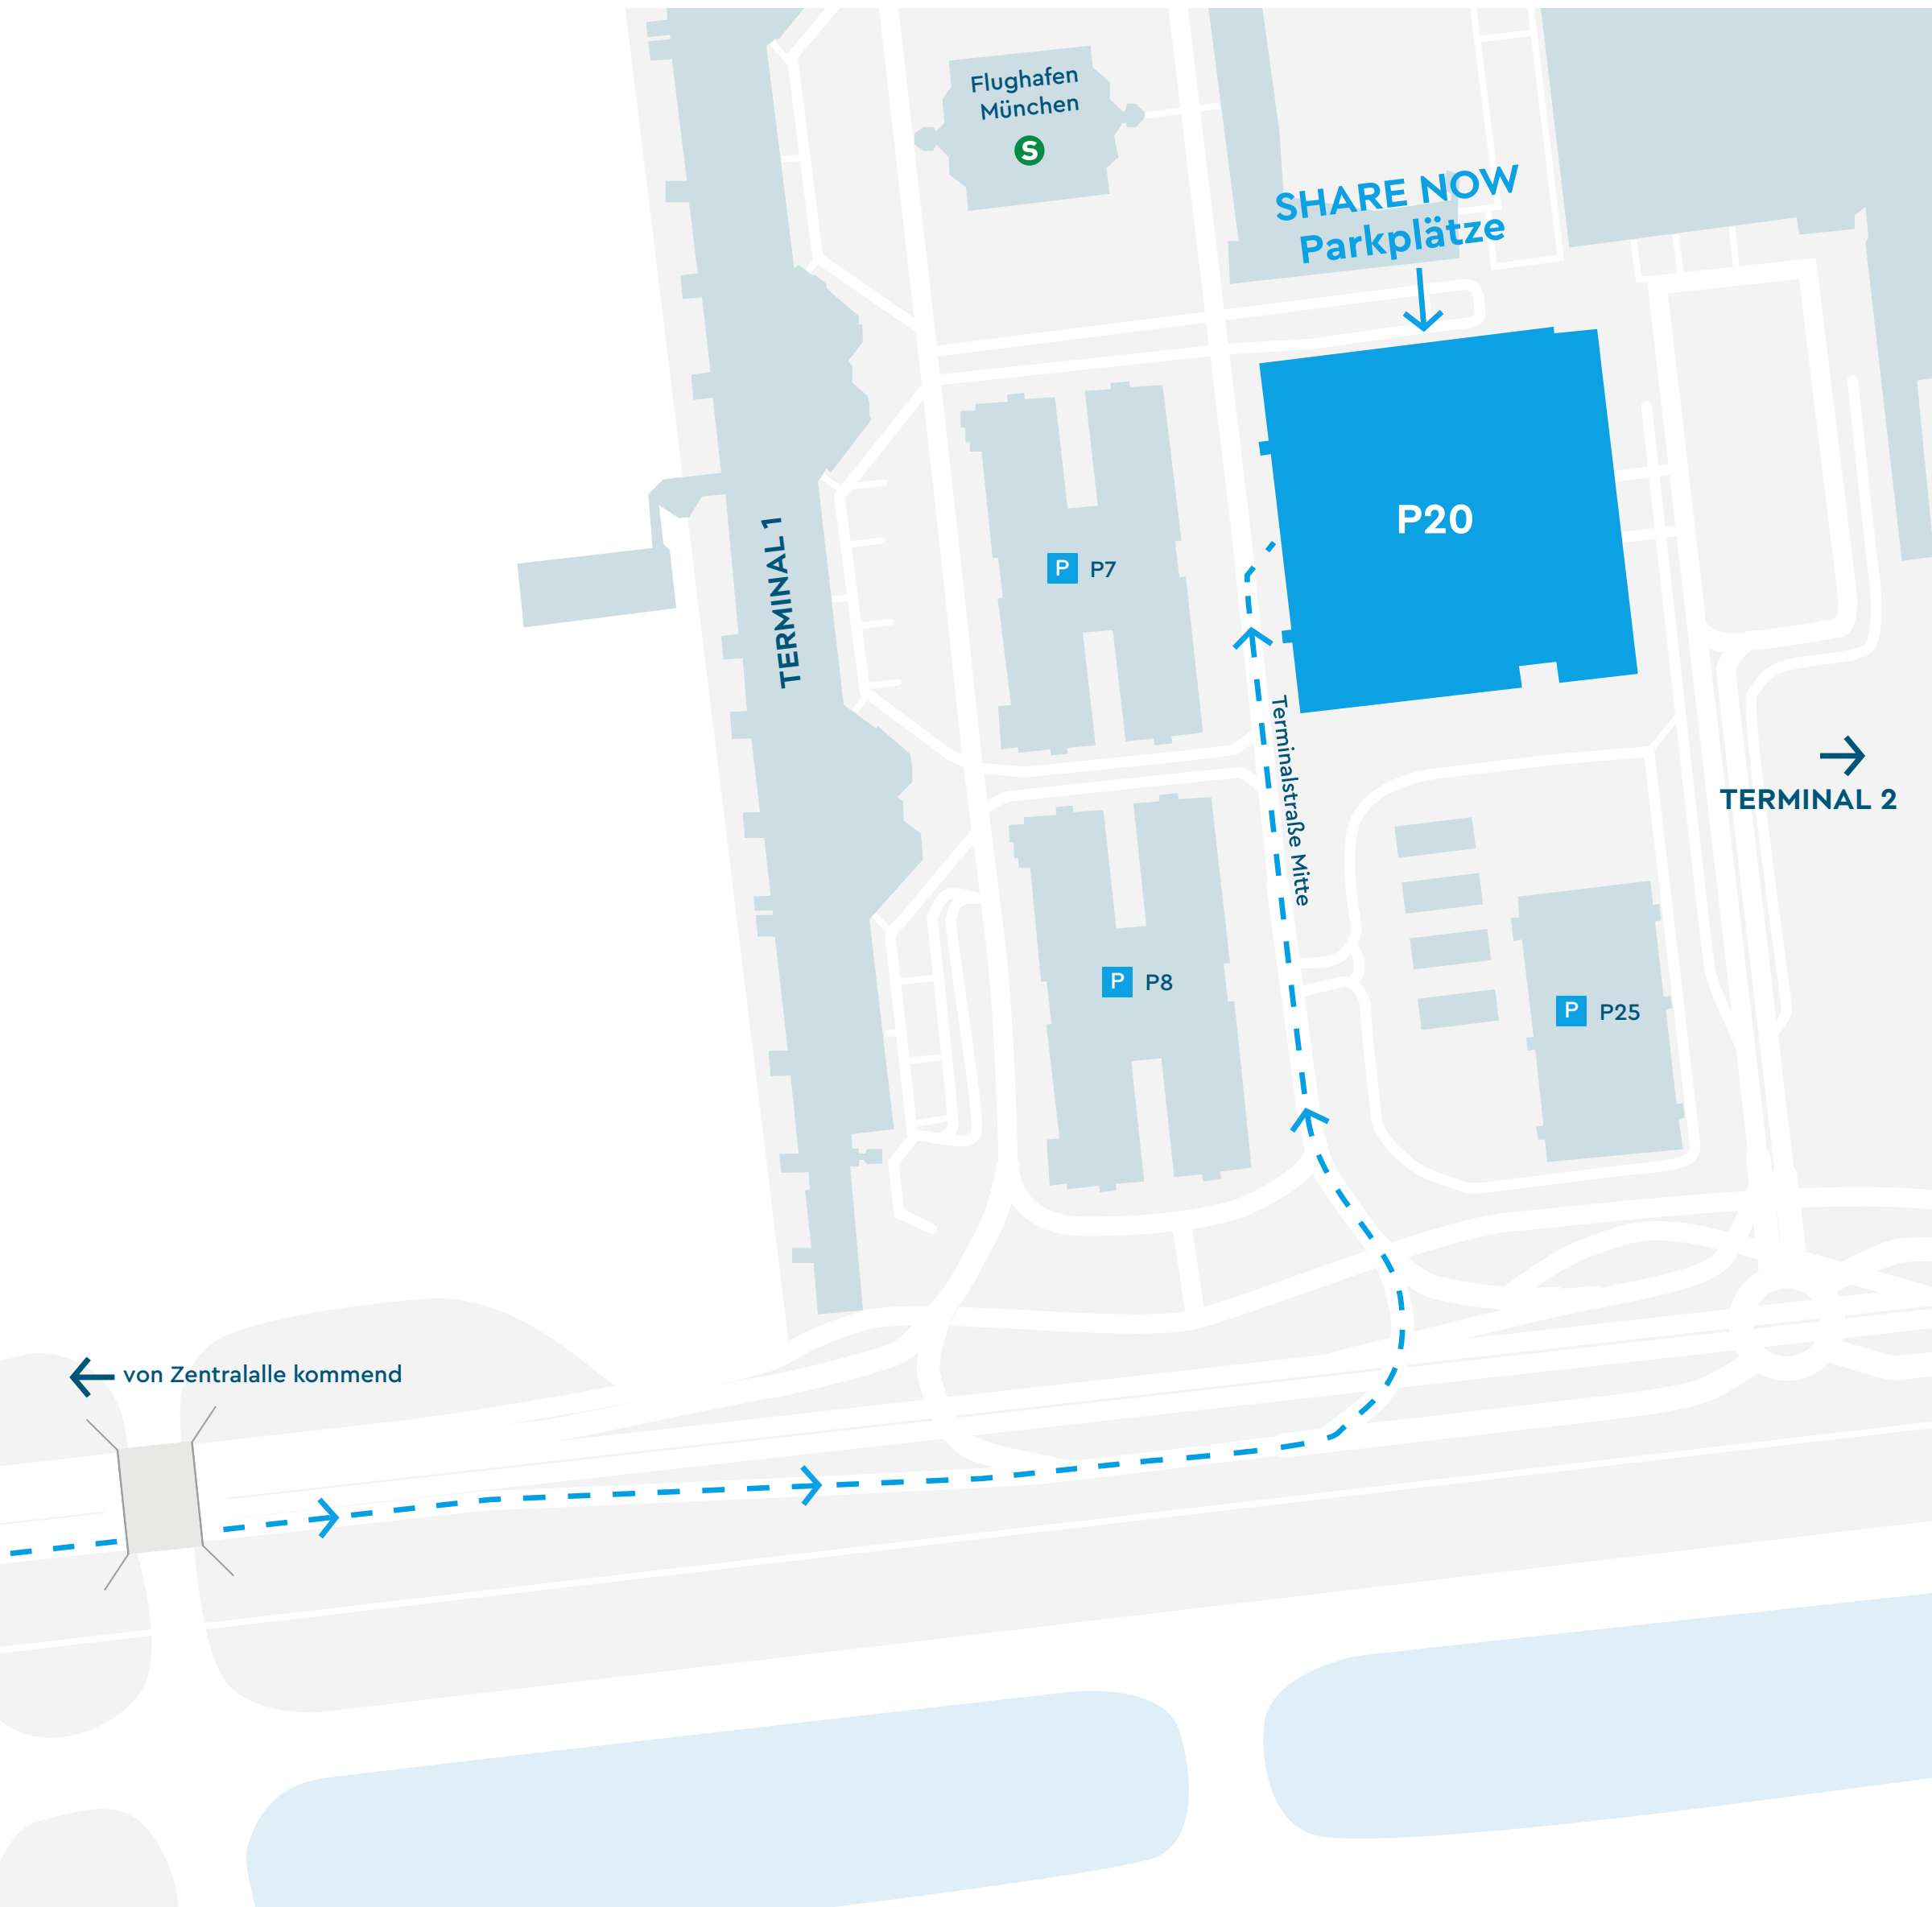 Flughafen
München
S
SHARE NOW
Parkplätze
P20
TERMINAL 1
P P7
Terminalstraße Mitte
TERMINAL 2
P P8
P P25
von Zentralalle kommend